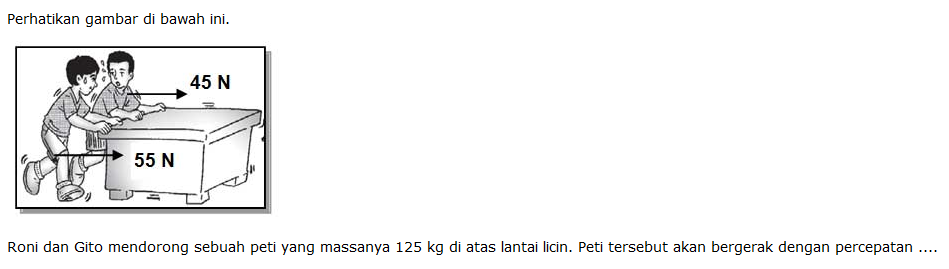 Perhatikan gambar di bawah ini.
45 N
55 N
Roni dan Gito mendorong sebuah peti yang massanya 125 kg di atas lantai licin. Peti tersebut akan bergerak dengan percepatan ....